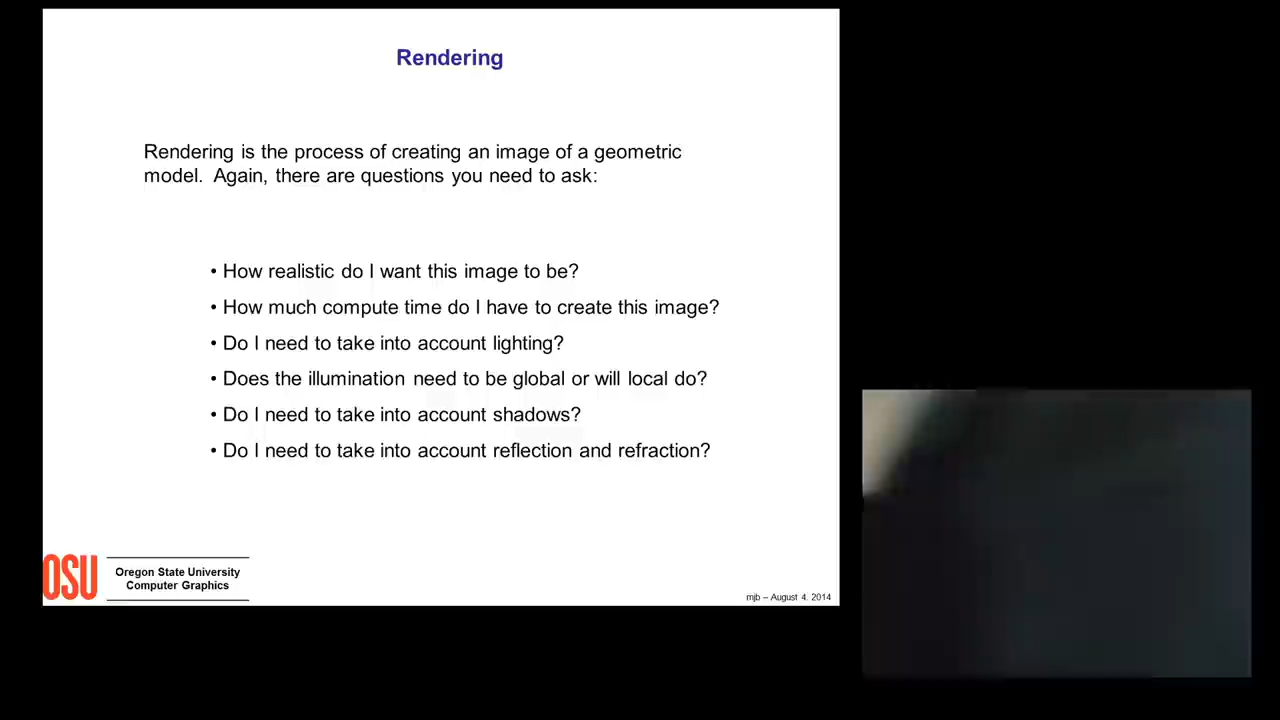 Rendering
Rendering is the process of creating an image of a geometric
model. Again, there are questions you need to ask:
• How realistic do I want this image to be?
• How much compute time do I have to create this image?
• Do I need to take into account lighting?
• Does the illumination need to be global or will local do?
• Do I need to take into account shadows?
• Do I need to take into account reflection and refraction?
OSU
Oregon State University
Computer Graphics
mjb – August 4, 2014